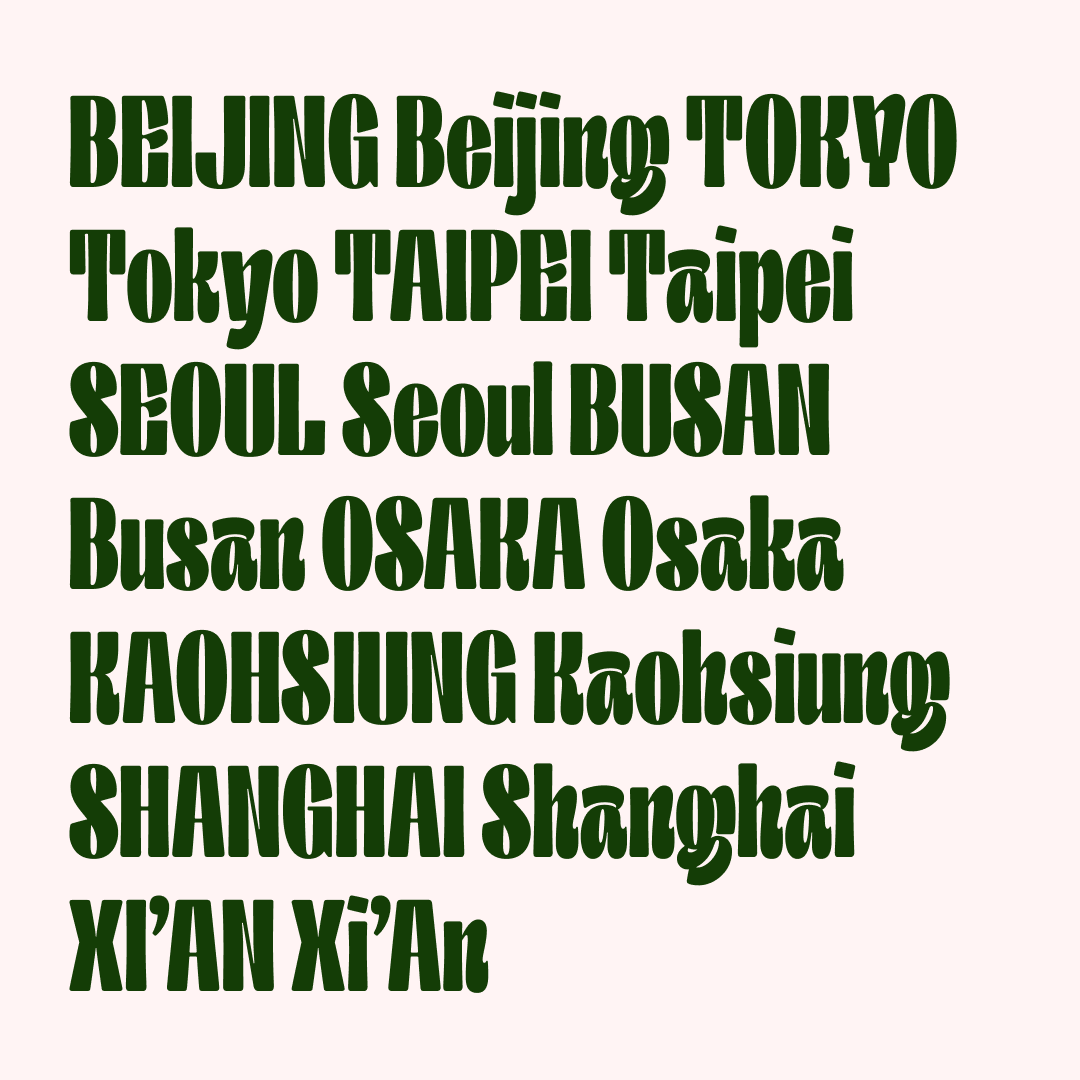 BEIJING Beijing TOKYO
Tokyo TAIPEI Taipei
SEOUL Seoul BUSAN
Busan OSAKA Osaka
KAOHSIUNG Kaohsiung
SHANGHAI Shanghai
XI’AN Xi’An